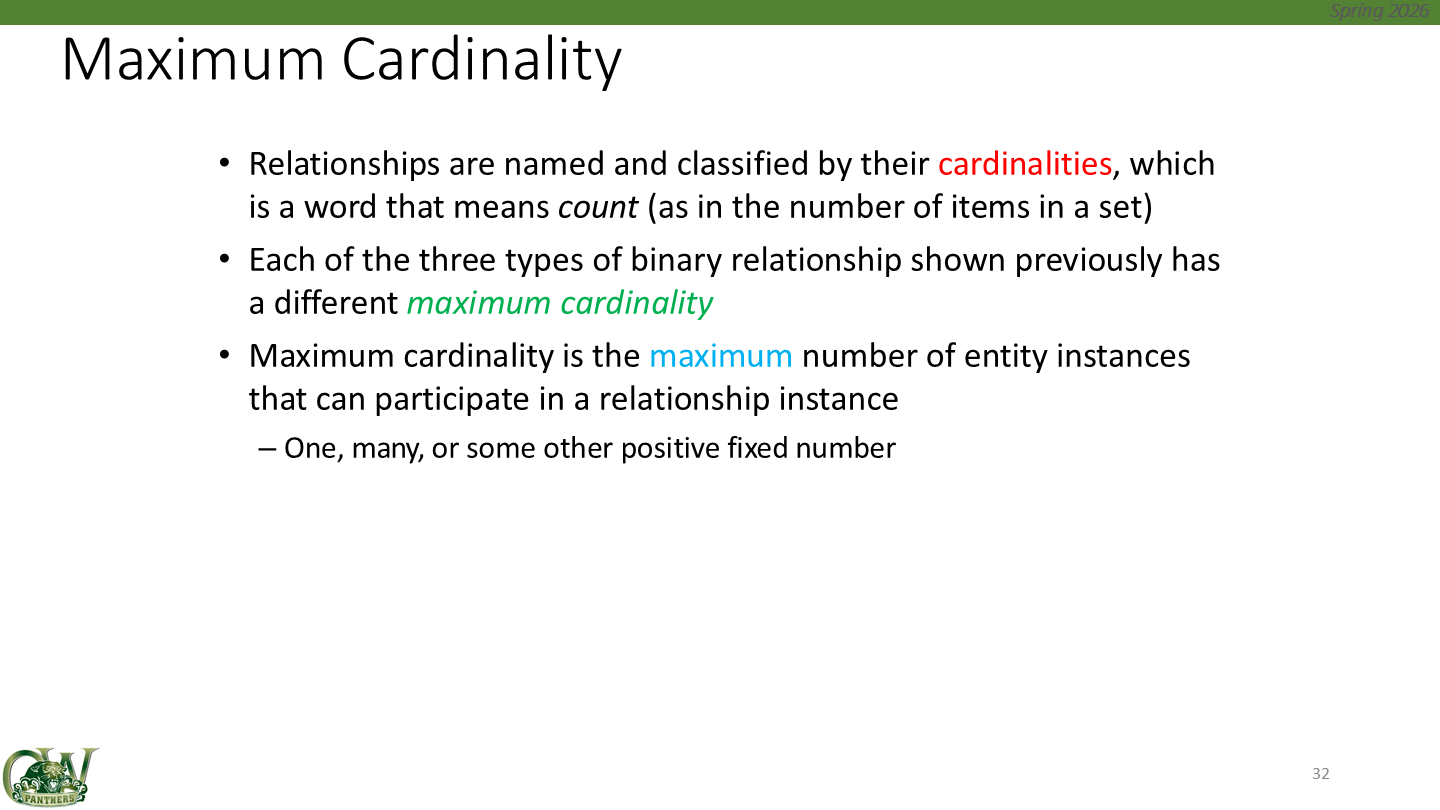 Spring 2026
Maximum Cardinality
• Relationships are named and classified by their cardinalities, which
is a word that means count (as in the number of items in a set)
• Each of the three types of binary relationship shown previously has
a different maximum cardinality
• Maximum cardinality is the maximum number of entity instances
that can participate in a relationship instance
– One, many, or some other positive fixed number
OW
PANTHERS
32